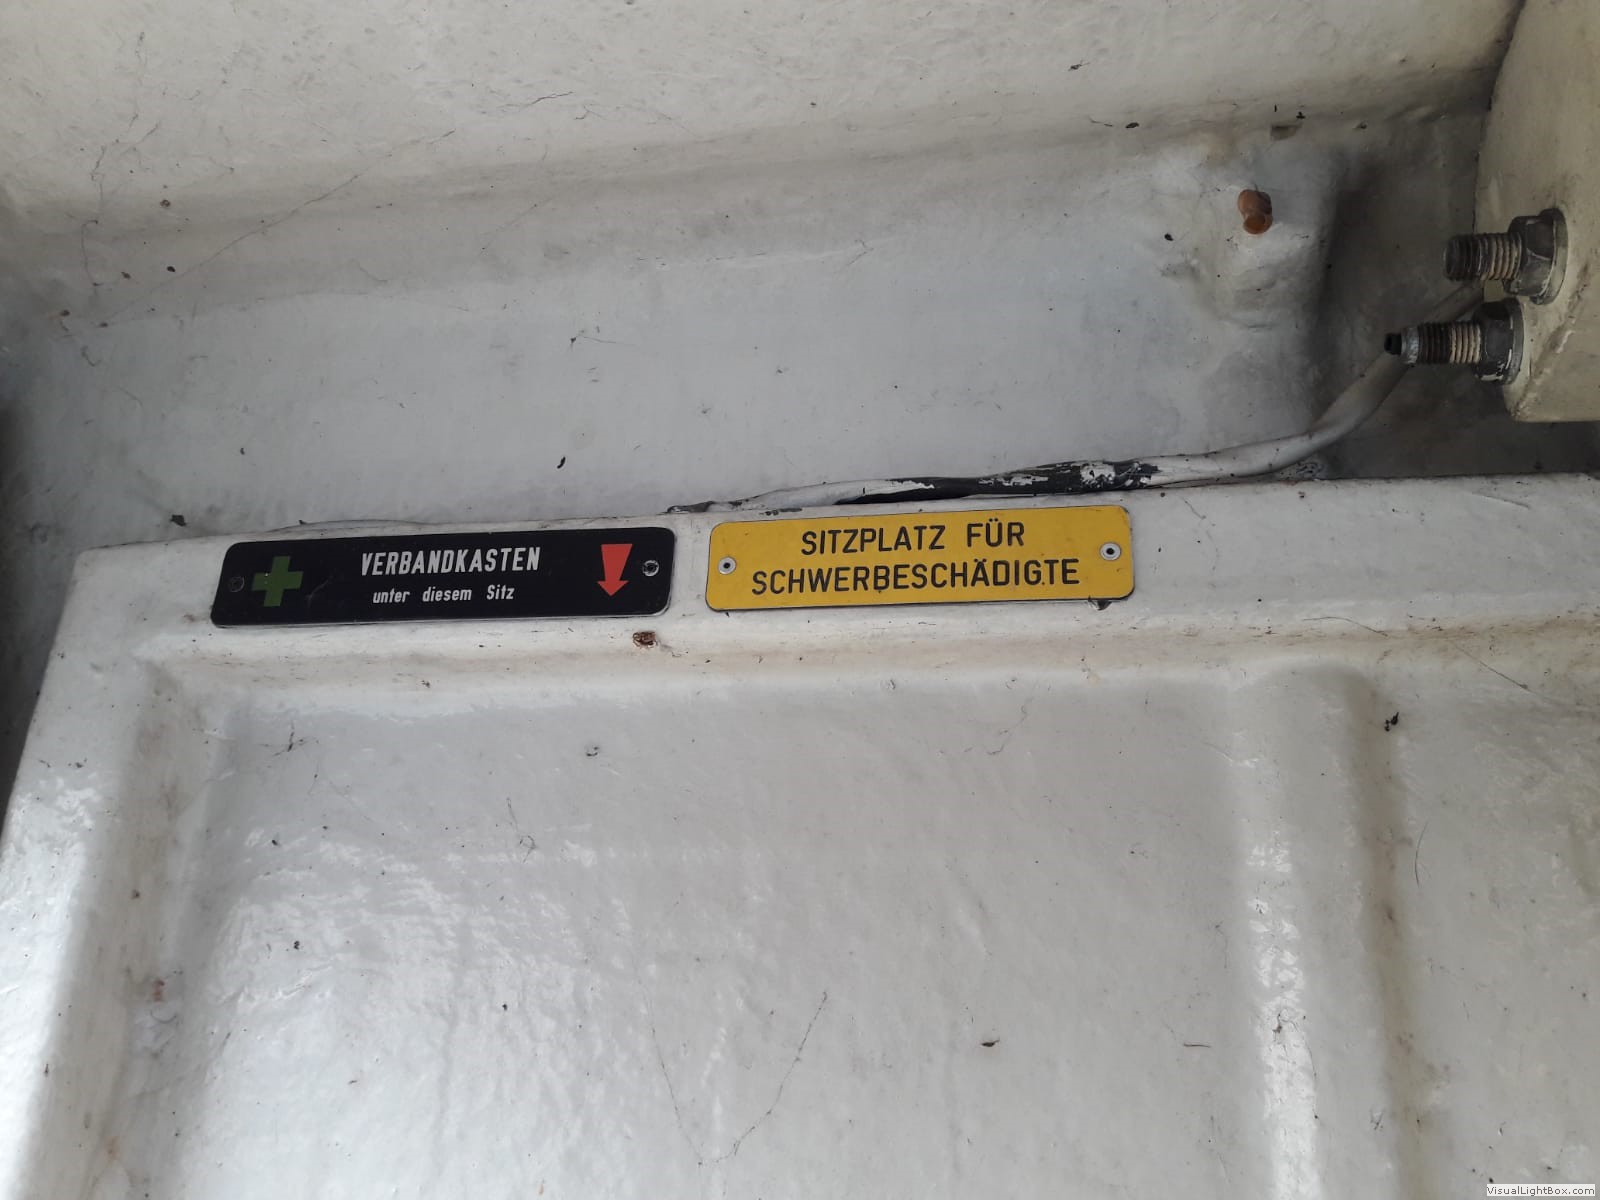 VERBANDKASTEN
unter diesem Sitz
SITZPLATZ FÜR
SCHWERBESCHÄDIGTE
VisualLightBox.com